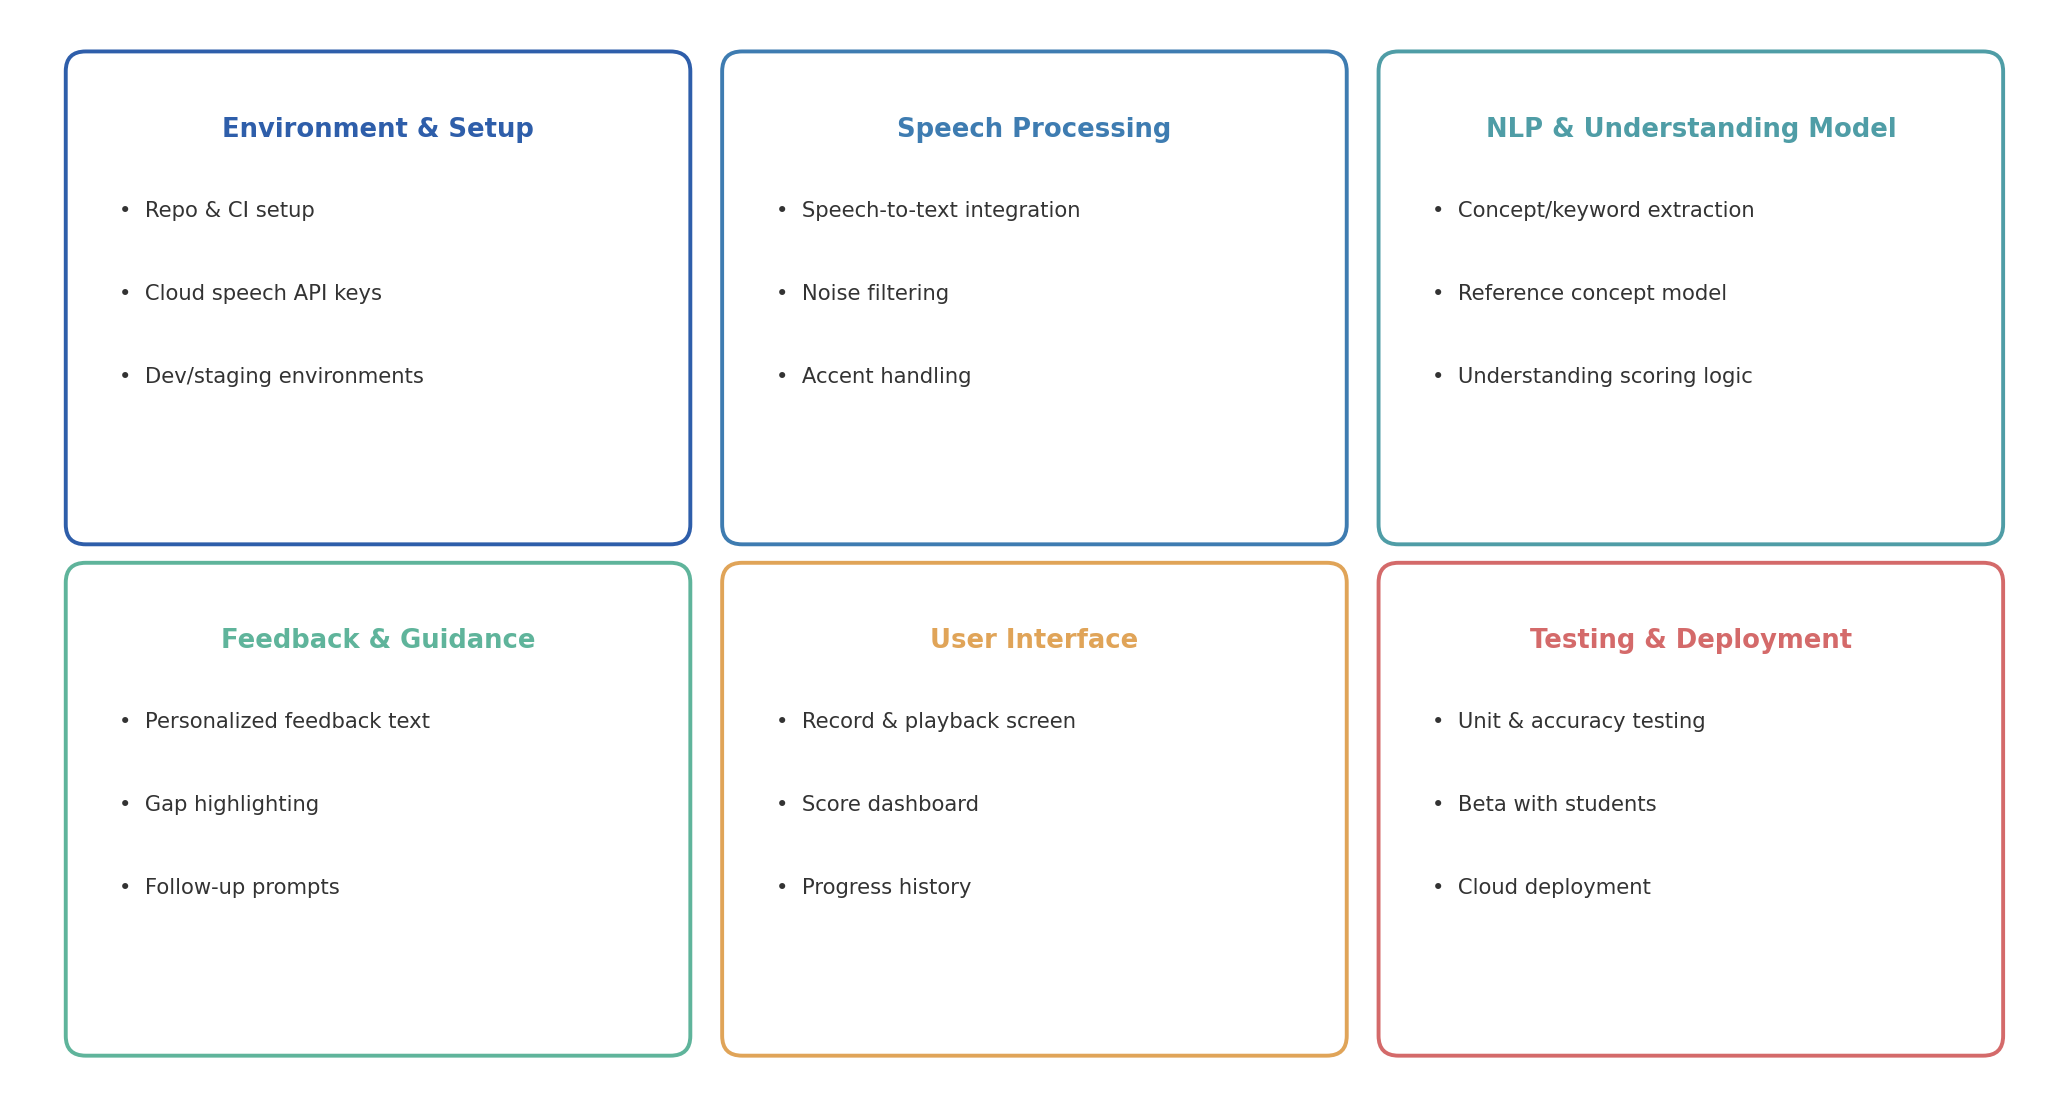 Environment & Setup
• Repo & CI setup
• Cloud speech API keys
• Dev/staging environments
Speech Processing
• Speech-to-text integration
• Noise filtering
• Accent handling
NLP & Understanding Model
• Concept/keyword extraction
• Reference concept model
• Understanding scoring logic
Feedback & Guidance
• Personalized feedback text
• Gap highlighting
• Follow-up prompts
User Interface
• Record & playback screen
• Score dashboard
• Progress history
Testing & Deployment
• Unit & accuracy testing
• Beta with students
• Cloud deployment